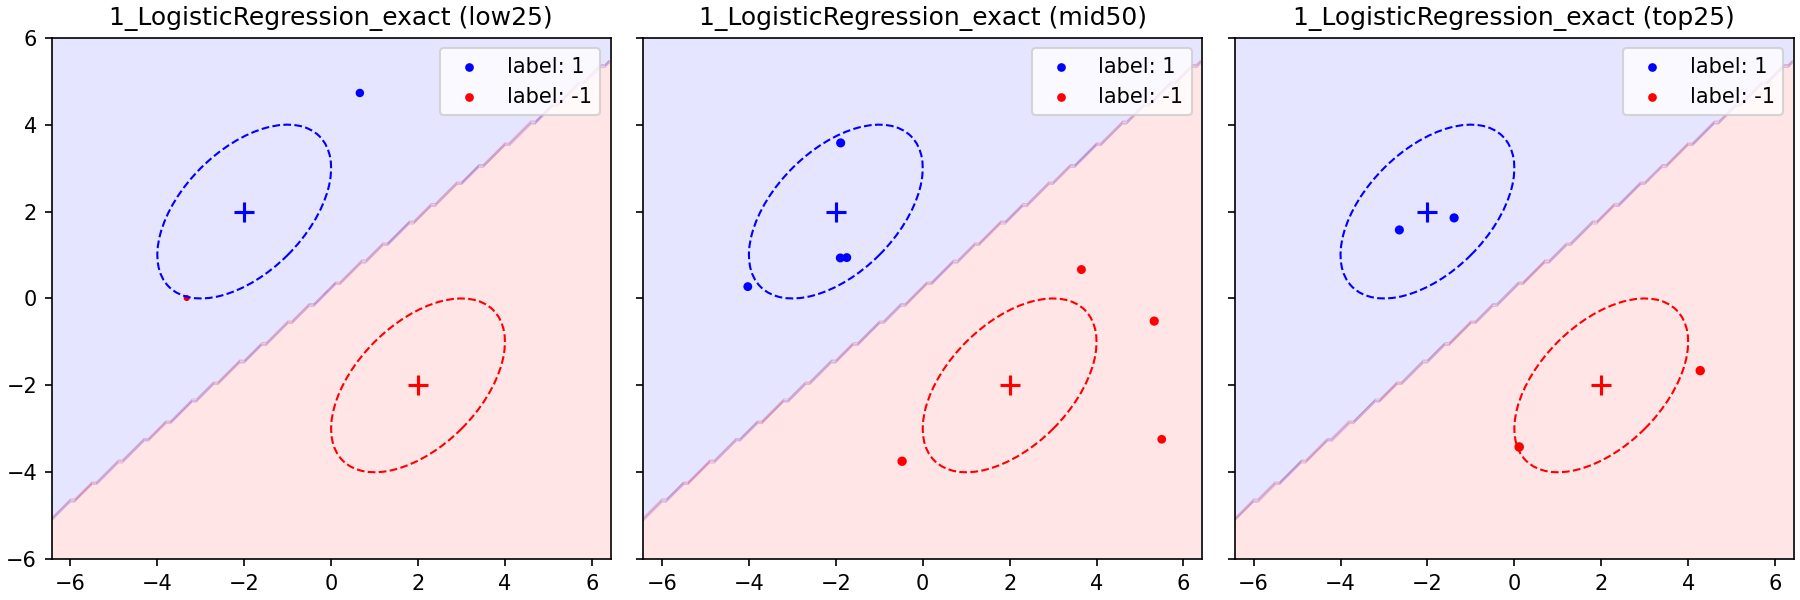 1_LogisticRegression_exact (low25)
1_LogisticRegression_exact (mid50)
1_LogisticRegression_exact (top25)
label: 1
label: -1
label: 1
label: -1
label: 1
label: -1
6
4
2
0
−2
−4
−6
−6 −4 −2 0 2 4 6
−6 −4 −2 0 2 4 6
−6 −4 −2 0 2 4 6